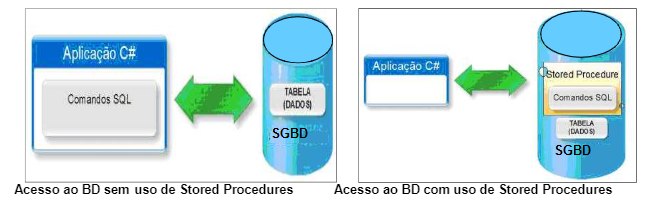 Aplicação C#
Comandos SQL
TABELA
(DADOS)
SGBD
Acesso ao BD sem uso de Stored Procedures
Aplicação C#
Stored Procedure
Comandos SQL
TABELA
(DADOS)
SGBD
Acesso ao BD com uso de Stored Procedures